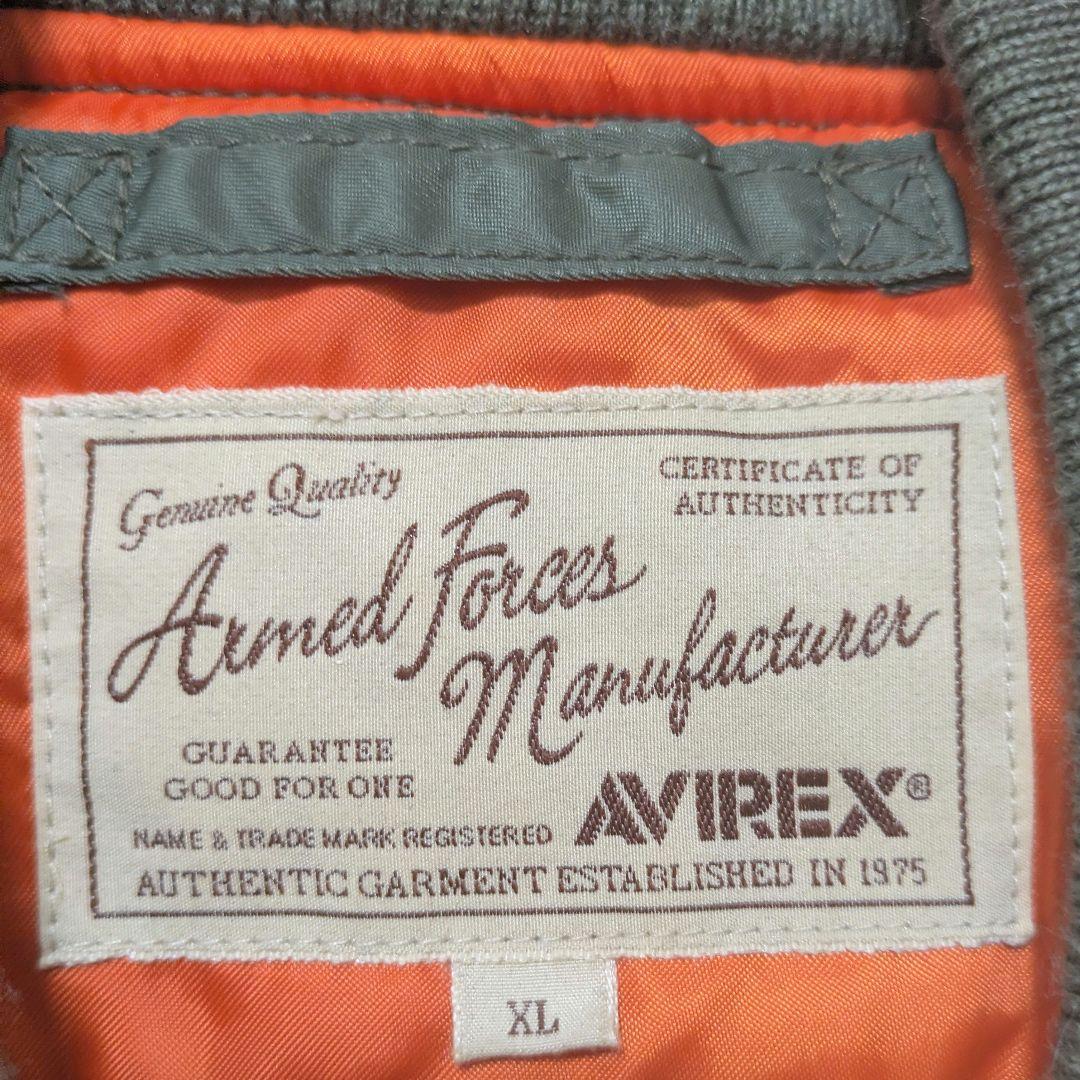 Genuine Quality
CERTIFICATE OF
AUTHENTICITY
Armed Forces
Manufacturer
GUARANTEE
GOOD FOR ONE
AVIREX®
NAME & TRADE MARK REGISTERED
AUTHENTIC GARMENT ESTABLISHED IN 1975
XL